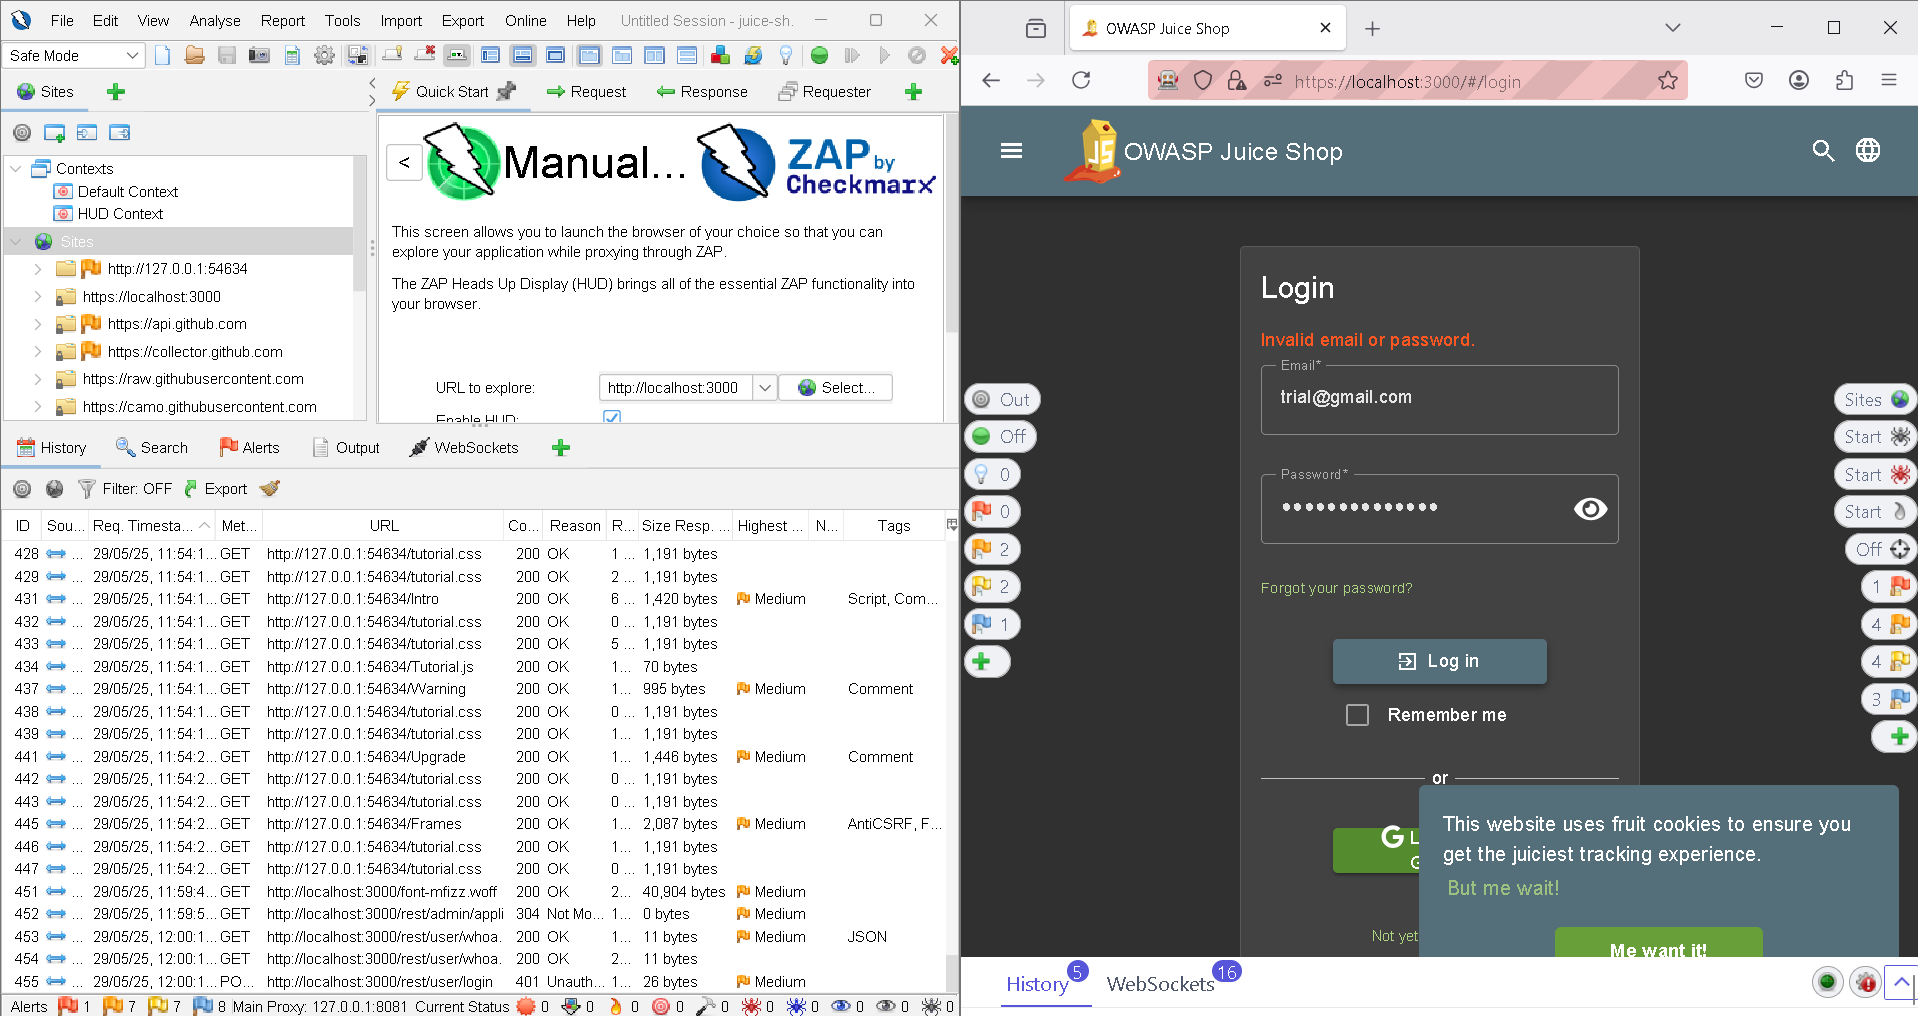 File Edit View Analyse Report Tools Import Export Online Help Untitled Session - juice-sh.
Safe Mode
Sites
Quick Start Request Response Requester
Contexts
Default Context
HUD Context
Sites
http://127.0.0.1:54634
https://localhost:3000
https://api.github.com
https://collector.github.com
https://raw.githubusercontent.com
https://camo.githubusercontent.com
< Manual... ZAP by Checkmarx
This screen allows you to launch the browser of your choice so that you can
explore your application while proxying through ZAP.
The ZAP Heads Up Display (HUD) brings all of the essential ZAP functionality into
your browser.
URL to explore: http://localhost:3000 Select...
Enable HUD:
History Search Alerts Output WebSockets
Filter: OFF Export
ID Sou... Req. Timesta... Met... URL Co... Reason R... Size Resp. ... Highest ... N... Tags
428 ... 29/05/25, 11:54:1... GET http://127.0.0.1:54634/tutorial.css 200 OK 1 ... 1,191 bytes
429 ... 29/05/25, 11:54:1... GET http://127.0.0.1:54634/tutorial.css 200 OK 2 ... 1,191 bytes
431 ... 29/05/25, 11:54:1... GET http://127.0.0.1:54634/Intro 200 OK 6 ... 1,420 bytes Medium Script, Com...
432 ... 29/05/25, 11:54:1... GET http://127.0.0.1:54634/tutorial.css 200 OK 0 ... 1,191 bytes
433 ... 29/05/25, 11:54:1... GET http://127.0.0.1:54634/tutorial.css 200 OK 5 ... 1,191 bytes
434 ... 29/05/25, 11:54:1... GET http://127.0.0.1:54634/Tutorial.js 200 OK 1... 70 bytes
437 ... 29/05/25, 11:54:1... GET http://127.0.0.1:54634/Warning 200 OK 1... 995 bytes Medium Comment
438 ... 29/05/25, 11:54:1... GET http://127.0.0.1:54634/tutorial.css 200 OK 0 ... 1,191 bytes
439 ... 29/05/25, 11:54:1... GET http://127.0.0.1:54634/tutorial.css 200 OK 1... 1,191 bytes
441 ... 29/05/25, 11:54:2... GET http://127.0.0.1:54634/Upgrade 200 OK 1... 1,446 bytes Medium Comment
442 ... 29/05/25, 11:54:2... GET http://127.0.0.1:54634/tutorial.css 200 OK 0 ... 1,191 bytes
443 ... 29/05/25, 11:54:2... GET http://127.0.0.1:54634/tutorial.css 200 OK 0 ... 1,191 bytes
445 ... 29/05/25, 11:54:2... GET http://127.0.0.1:54634/Frames 200 OK 1... 2,087 bytes Medium AntiCSRF, F...
446 ... 29/05/25, 11:54:2... GET http://127.0.0.1:54634/tutorial.css 200 OK 1... 1,191 bytes
447 ... 29/05/25, 11:54:2... GET http://127.0.0.1:54634/tutorial.css 200 OK 0 ... 1,191 bytes
451 ... 29/05/25, 11:59:4... GET http://localhost:3000/font-mfizz.woff 200 OK 2... 40,904 bytes Medium
452 ... 29/05/25, 11:59:5... GET http://localhost:3000/rest/admin/appli 304 Not Mo... 1... 0 bytes Medium
453 ... 29/05/25, 12:00:1... GET http://localhost:3000/rest/user/whoa. 200 OK 1... 11 bytes Medium JSON
454 ... 29/05/25, 12:00:1... GET http://localhost:3000/rest/user/whoa. 200 OK 2... 11 bytes
455 ... 29/05/25, 12:00:1... PO... http://localhost:3000/rest/user/login 401 Unauth... 1... 26 bytes Medium
Alerts 1 7 7 8 Main Proxy: 127.0.0.1:8081 Current Status 0 0 0 0 0 0 0 0 0 0
OWASP Juice Shop
https://localhost:3000/#/login
OWASP Juice Shop
Login
Invalid email or password.
Email*
trial@gmail.com
Password*
••••••••••••••
Forgot your password?
Log in
Remember me
or
L
G
Not yet
This website uses fruit cookies to ensure you
get the juiciest tracking experience.
But me wait!
Me want it!
Out
Off
0
0
2
2
1
Sites
Start
Start
Start
Off
1
4
4
3
History 5 WebSockets 16